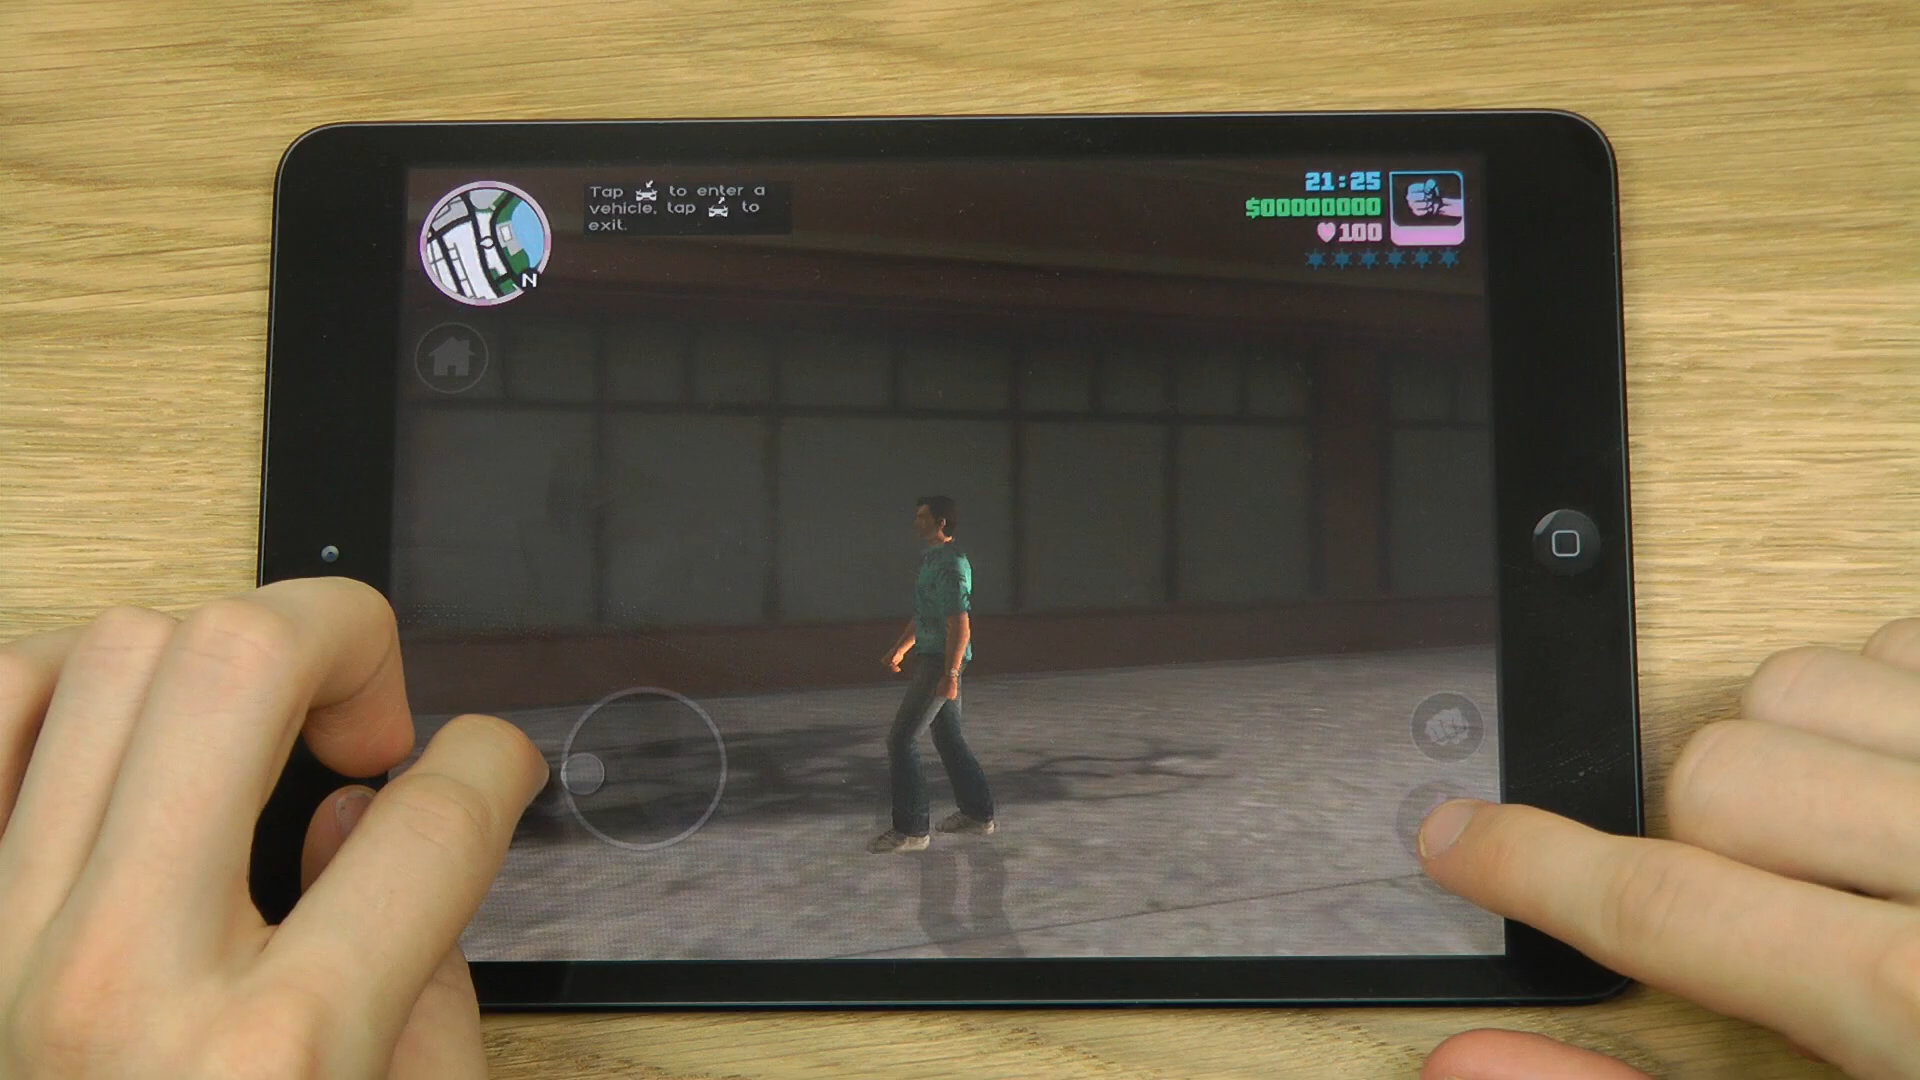 Tap to enter a
vehicle, tap to
exit.
21:25
$00000000
100
N